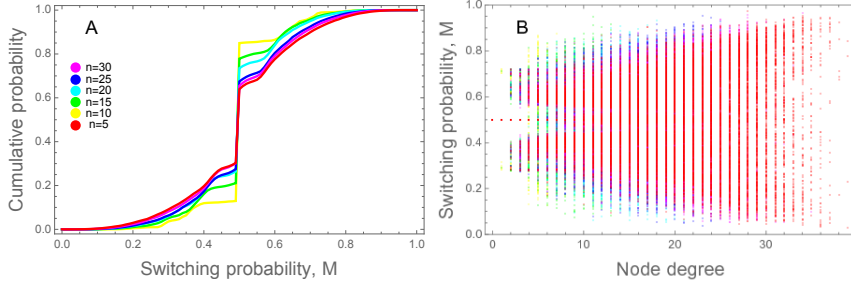 A
B
1.0
0.8
0.6
0.4
0.2
0.0
Cumulative probability
n=30
n=25
n=20
n=15
n=10
n=5
0.0 0.2 0.4 0.6 0.8 1.0
Switching probability, M
1.0
0.8
0.6
0.4
0.2
0.0
Switching probability, M
0 10 20 30
Node degree